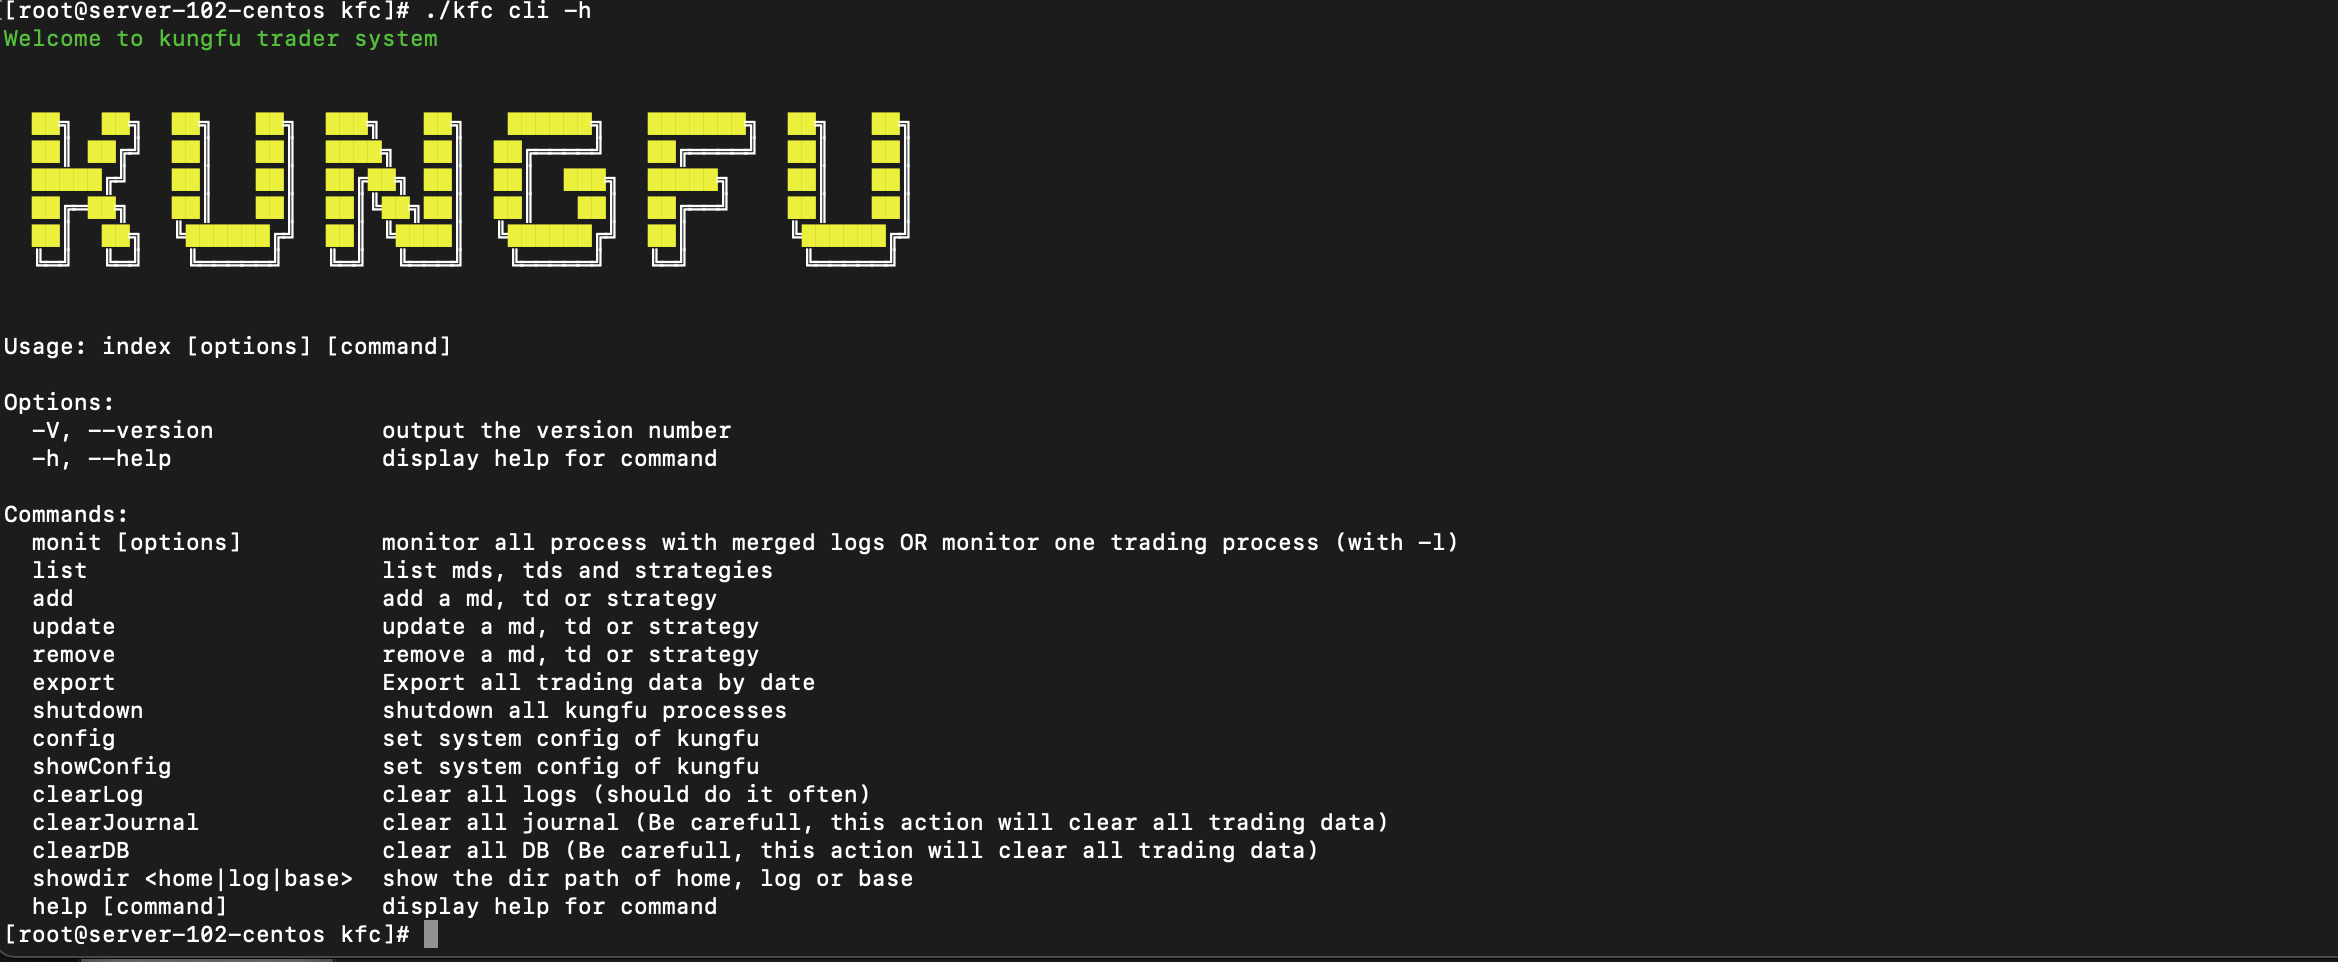 [root@server-102-centos kfc]# ./kfc cli -h
Welcome to kungfu trader system
KUNGFU
Usage: index [options] [command]
Options:
-V, --version output the version number
-h, --help display help for command
Commands:
monit [options] monitor all process with merged logs OR monitor one trading process (with -l)
list list mds, tds and strategies
add add a md, td or strategy
update update a md, td or strategy
remove remove a md, td or strategy
export Export all trading data by date
shutdown shutdown all kungfu processes
config set system config of kungfu
showConfig set system config of kungfu
clearLog clear all logs (should do it often)
clearJournal clear all journal (Be carefull, this action will clear all trading data)
clearDB clear all DB (Be carefull, this action will clear all trading data)
showdir <home|log|base> show the dir path of home, log or base
help [command] display help for command
[root@server-102-centos kfc]#